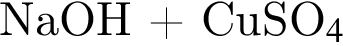 NaOH + CuSO₄